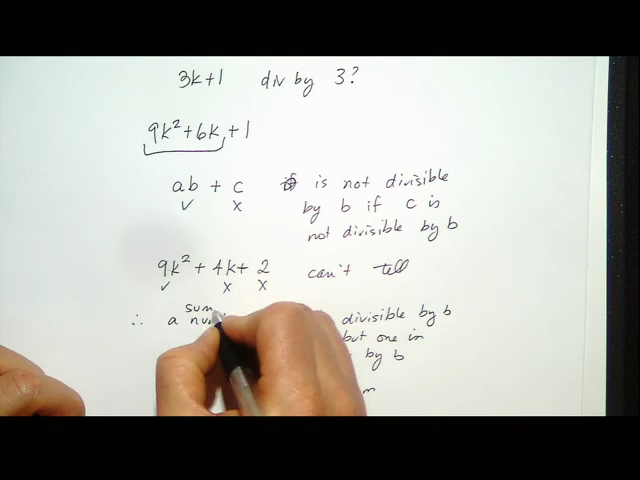 3k+1 div by 3?
9k²+6k+1
ab + c is not divisible
✓ x by b if c is
not divisible by b
9k² + 4k + 2 can't tell
✓ x x
sum
∴ a divisible by b
but one in
by b